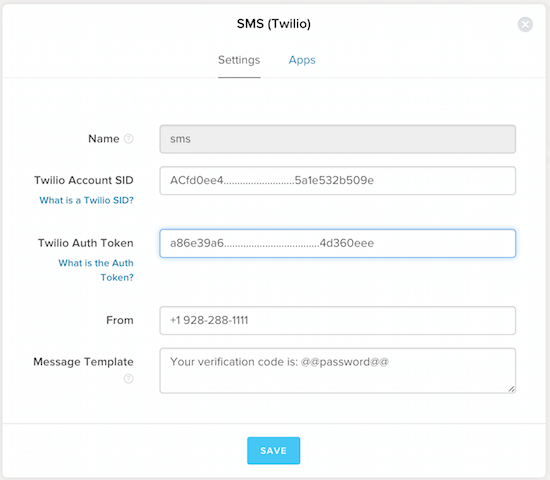 SMS (Twilio)
Settings Apps
Name ?
sms
Twilio Account SID
What is a Twilio SID?
ACfd0ee4..........................5a1e532b509e
Twilio Auth Token
What is the Auth
Token?
a86e39a6...................................4d360eee
From
+1 928-288-1111
Message Template
?
Your verification code is: @@password@@
SAVE